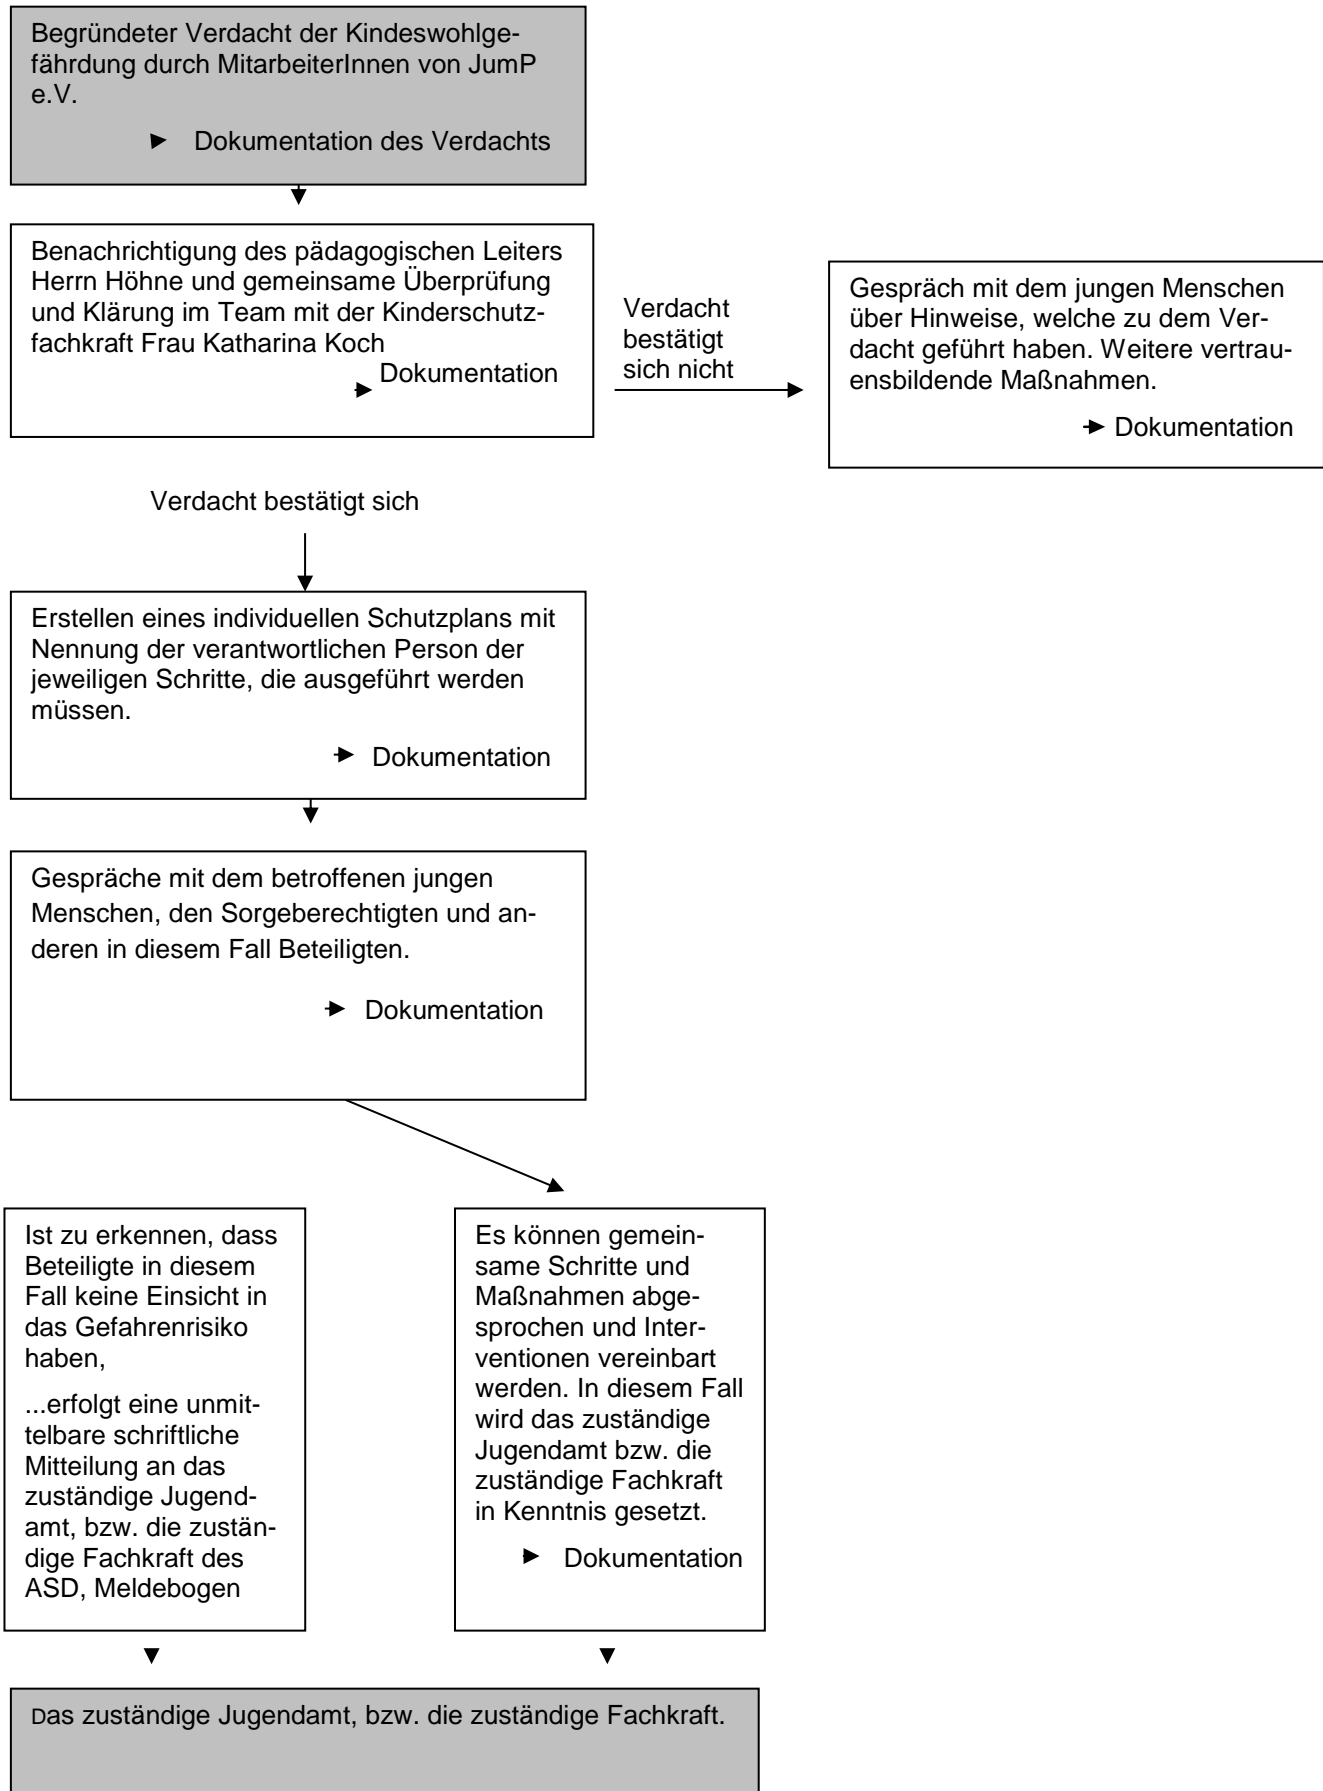 Begründeter Verdacht der Kindeswohlge-
fährdung durch MitarbeiterInnen von JumP
e.V.
► Dokumentation des Verdachts
Benachrichtigung des pädagogischen Leiters
Herrn Höhne und gemeinsame Überprüfung
und Klärung im Team mit der Kinderschutz-
fachkraft Frau Katharina Koch
Dokumentation
Verdacht
bestätigt
sich nicht
Gespräch mit dem jungen Menschen
über Hinweise, welche zu dem Ver-
dacht geführt haben. Weitere vertrau-
ensbildende Maßnahmen.
Dokumentation
Verdacht bestätigt sich
Erstellen eines individuellen Schutzplans mit
Nennung der verantwortlichen Person der
jeweiligen Schritte, die ausgeführt werden
müssen.
Dokumentation
Gespräche mit dem betroffenen jungen
Menschen, den Sorgeberechtigten und an-
deren in diesem Fall Beteiligten.
Dokumentation
Ist zu erkennen, dass
Beteiligte in diesem
Fall keine Einsicht in
das Gefahrenrisiko
haben,
...erfolgt eine unmit-
telbare schriftliche
Mitteilung an das
zuständige Jugend-
amt, bzw. die zustän-
dige Fachkraft des
ASD, Meldebogen
Es können gemein-
same Schritte und
Maßnahmen abge-
sprochen und Inter-
ventionen vereinbart
werden. In diesem Fall
wird das zuständige
Jugendamt bzw. die
zuständige Fachkraft
in Kenntnis gesetzt.
► Dokumentation
Das zuständige Jugendamt, bzw. die zuständige Fachkraft.